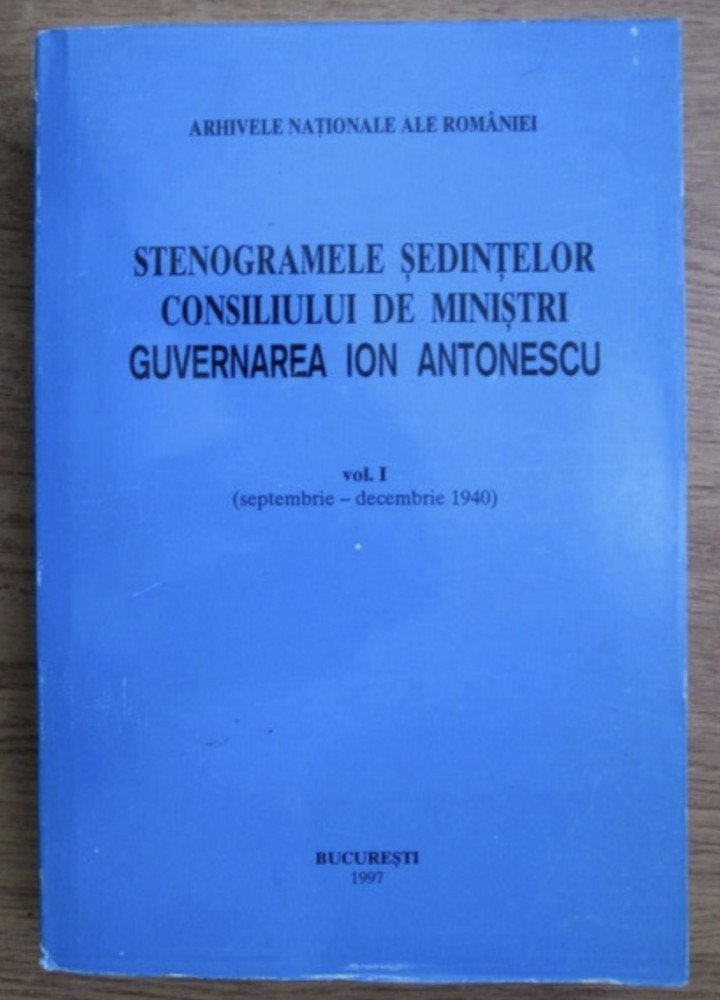 ARHIVELE NAȚIONALE ALE ROMÂNIEI
STENOGRAMELE ȘEDINȚELOR
CONSILIULUI DE MINIȘTRI
GUVERNAREA ION ANTONESCU
vol. I
(septembrie – decembrie 1940)
BUCUREȘTI
1997